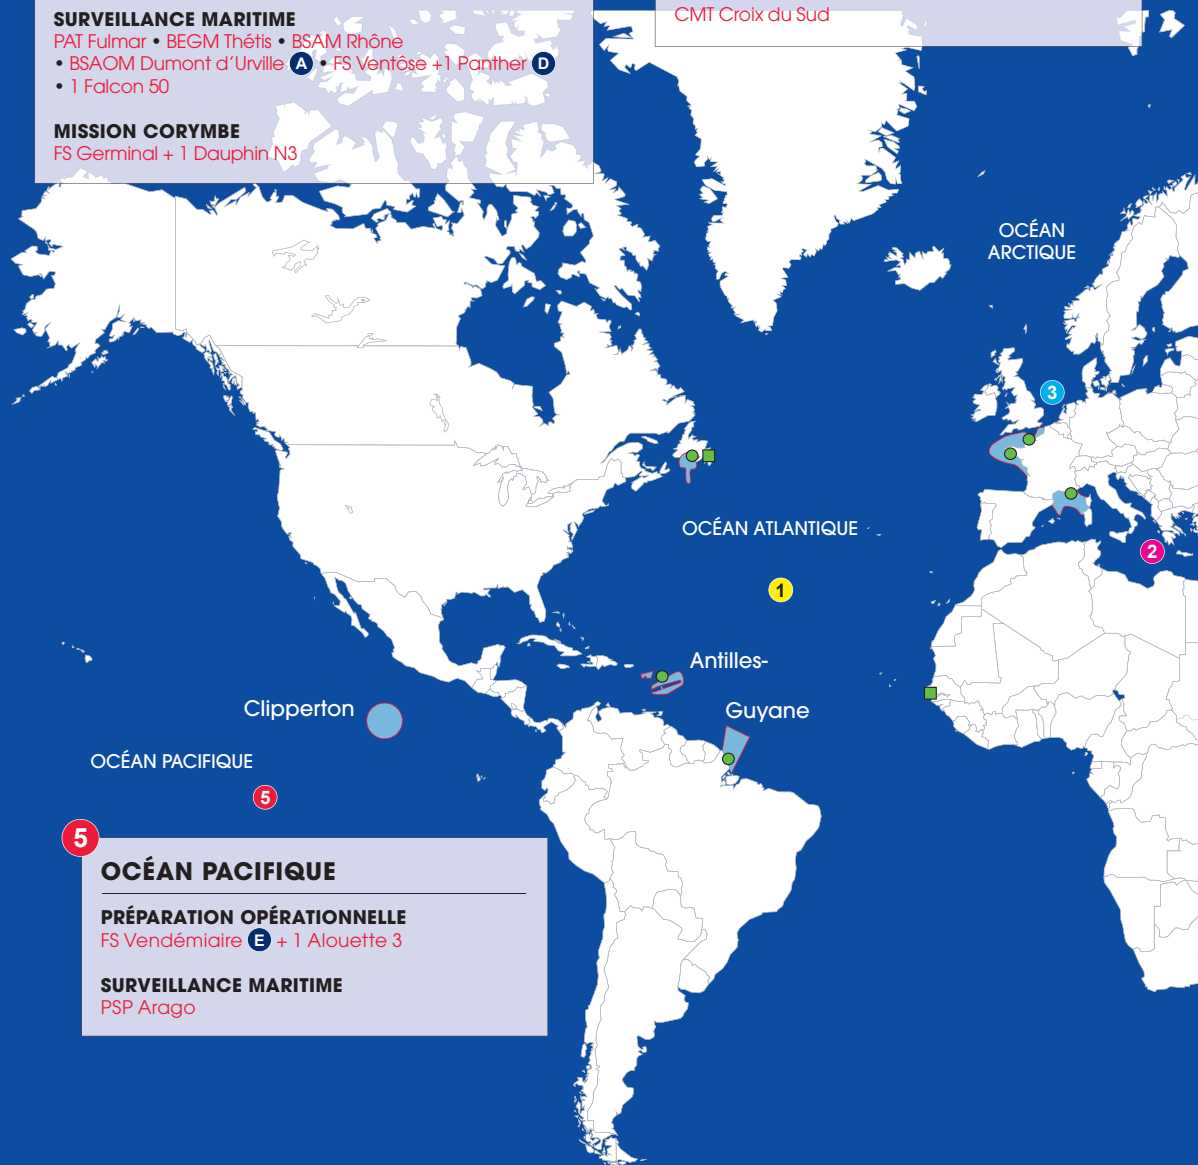 SURVEILLANCE MARITIME
PAT Fulmar • BEGM Thétis • BSAM Rhône
• BSAOM Dumont d’Urville A • FS Ventôse +1 Panther D
• 1 Falcon 50
MISSION CORYMBE
FS Germinal + 1 Dauphin N3
CMT Croix du Sud
OCÉAN
ARCTIQUE
3
OCÉAN ATLANTIQUE
2
1
Antilles-
Clipperton
Guyane
OCÉAN PACIFIQUE
5
5
OCÉAN PACIFIQUE
PRÉPARATION OPÉRATIONNELLE
FS Vendémiaire E + 1 Alouette 3
SURVEILLANCE MARITIME
PSP Arago